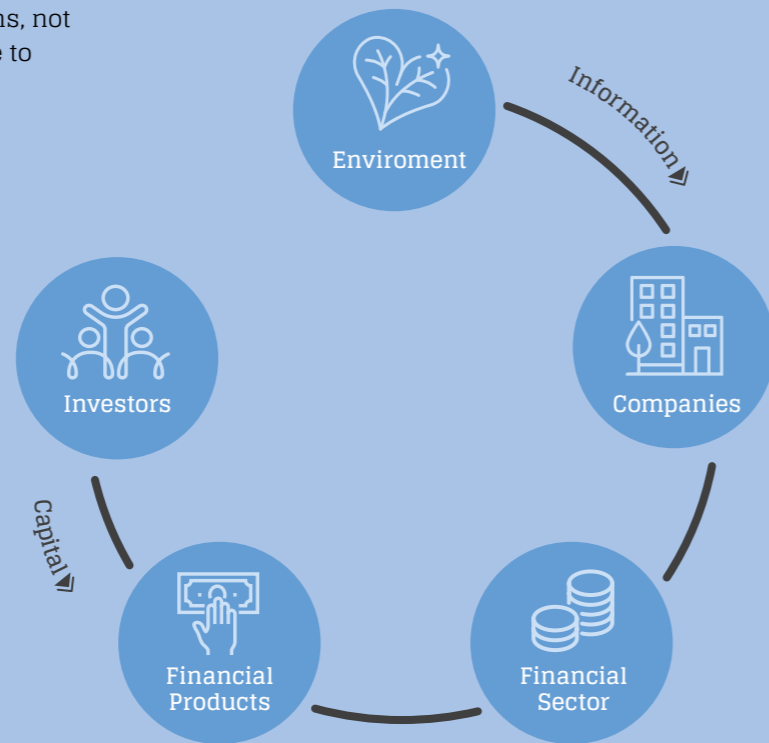 ns, not
e to
Enviroment
Information
Investors
Companies
Capital
Financial
Products
Financial
Sector